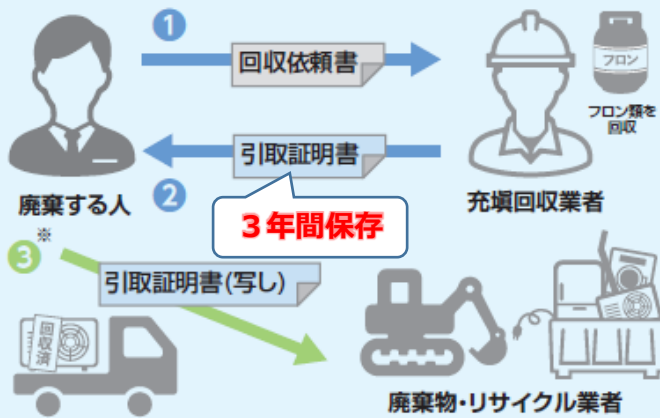 1
回収依頼書
フロン
フロン類を
回収
引取証明書
2
廃棄する人
充塡回収業者
3年間保存
※
3
引取証明書(写し)
回収済
廃棄物・リサイクル業者